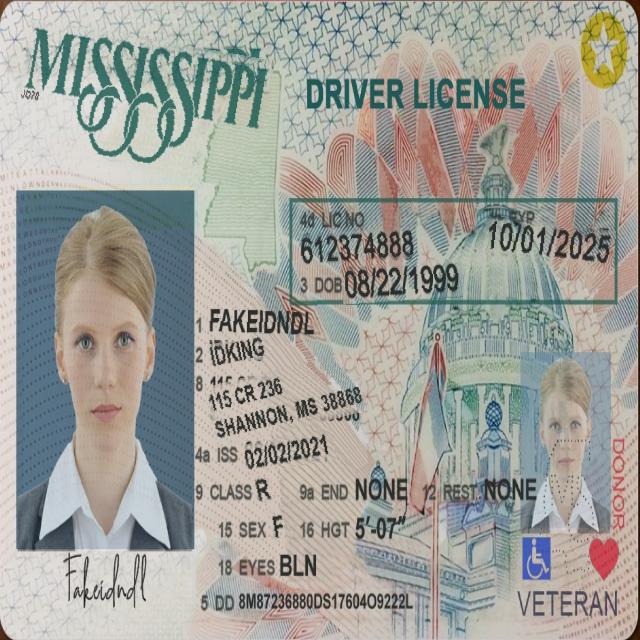 MISSISSIPPI
DRIVER LICENSE
4d LIC.NO
612374888
EXP
10/01/2025
3 DOB 08/22/1999
1 FAKEIDNDL
2 IDKING
8
115 CR 236
SHANNON, MS 38868
4a ISS 02/02/2021
9 CLASS R 9a END NONE 12 REST NONE
15 SEX F 16 HGT 5'-07"
18 EYES BLN
5 DD 8M87236880DS1760409222L
Fakeidndl
DONOR
VETERAN